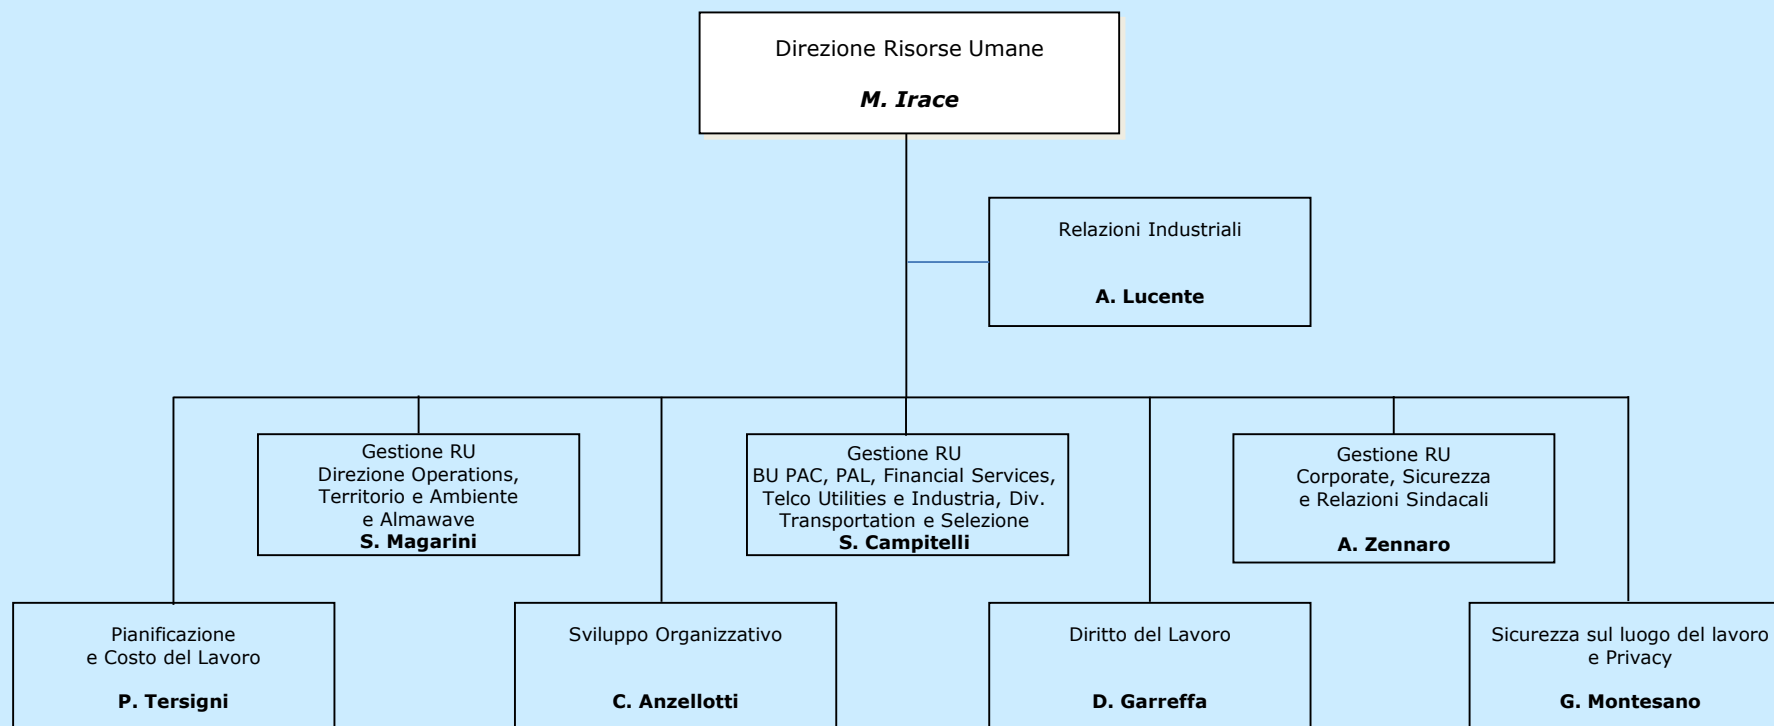 Direzione Risorse Umane
M. Irace
Relazioni Industriali
A. Lucente
Gestione RU
Direzione Operations,
Territorio e Ambiente
e Almawave
S. Magarini
Gestione RU
BU PAC, PAL, Financial Services,
Telco Utilities e Industria, Div.
Transportation e Selezione
S. Campitelli
Gestione RU
Corporate, Sicurezza
e Relazioni Sindacali
A. Zennaro
Pianificazione
e Costo del Lavoro
P. Tersigni
Sviluppo Organizzativo
C. Anzellotti
Diritto del Lavoro
D. Garreffa
Sicurezza sul luogo del lavoro
e Privacy
G. Montesano